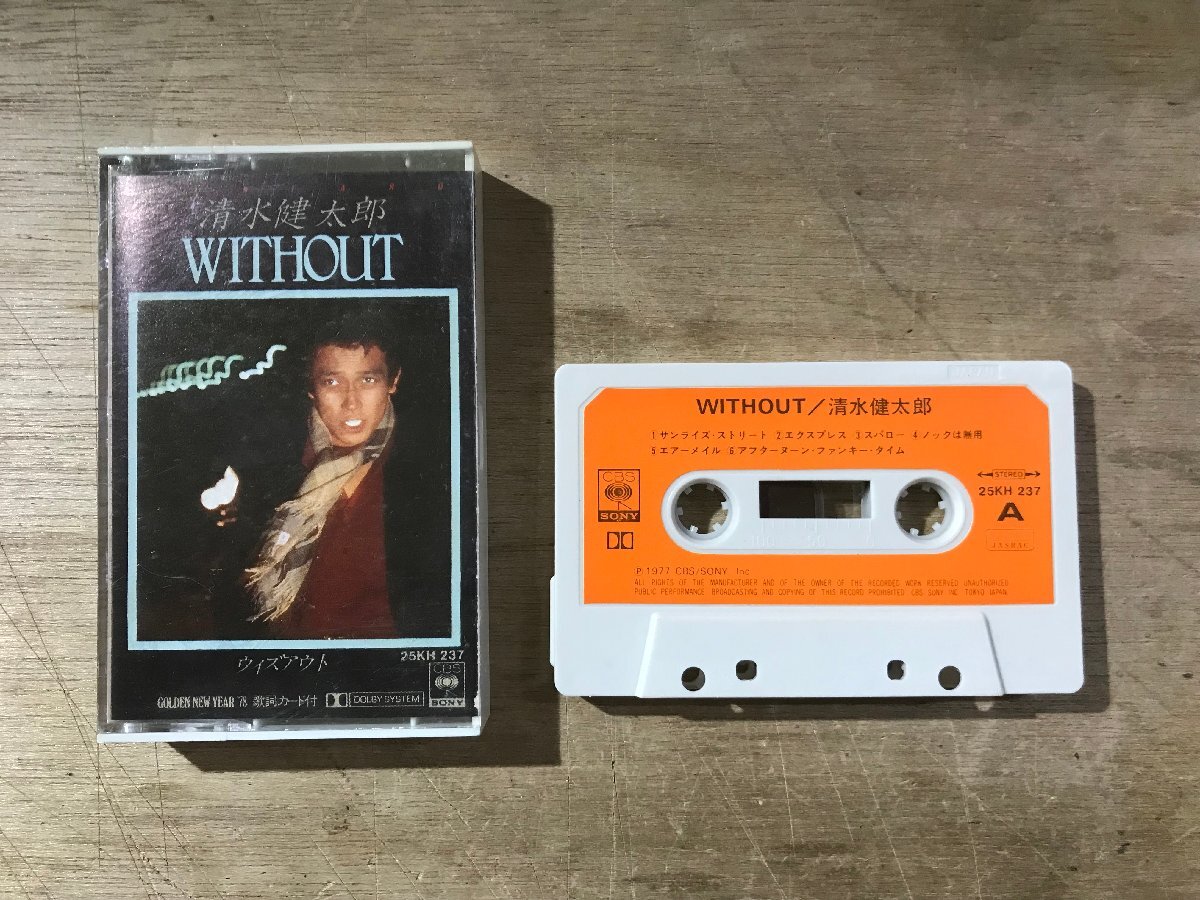 清水健太郎
WITHOUT
ウィズアウト
25KH 237
CBS
SONY
GOLDEN NEW YEAR '78 歌詞カード付 DOLBY SYSTEM
WITHOUT／清水健太郎
1 サンライズ・ストリート 2 エクスプレス 3 スパロー 4 ノックは無用
5 エアーメイル 6 アフターヌーン・ファンキー・タイム
CBS
SONY
STEREO
25KH 237
A
JASRAC
100 50 0
℗1977 CBS/SONY Inc
ALL RIGHTS OF THE MANUFACTURER AND OF THE OWNER OF THE RECORDED WORK RESERVED UNAUTHORIZED
PUBLIC PERFORMANCE BROADCASTING AND COPYING OF THIS RECORD PROHIBITED CBS SONY INC TOKYO JAPAN